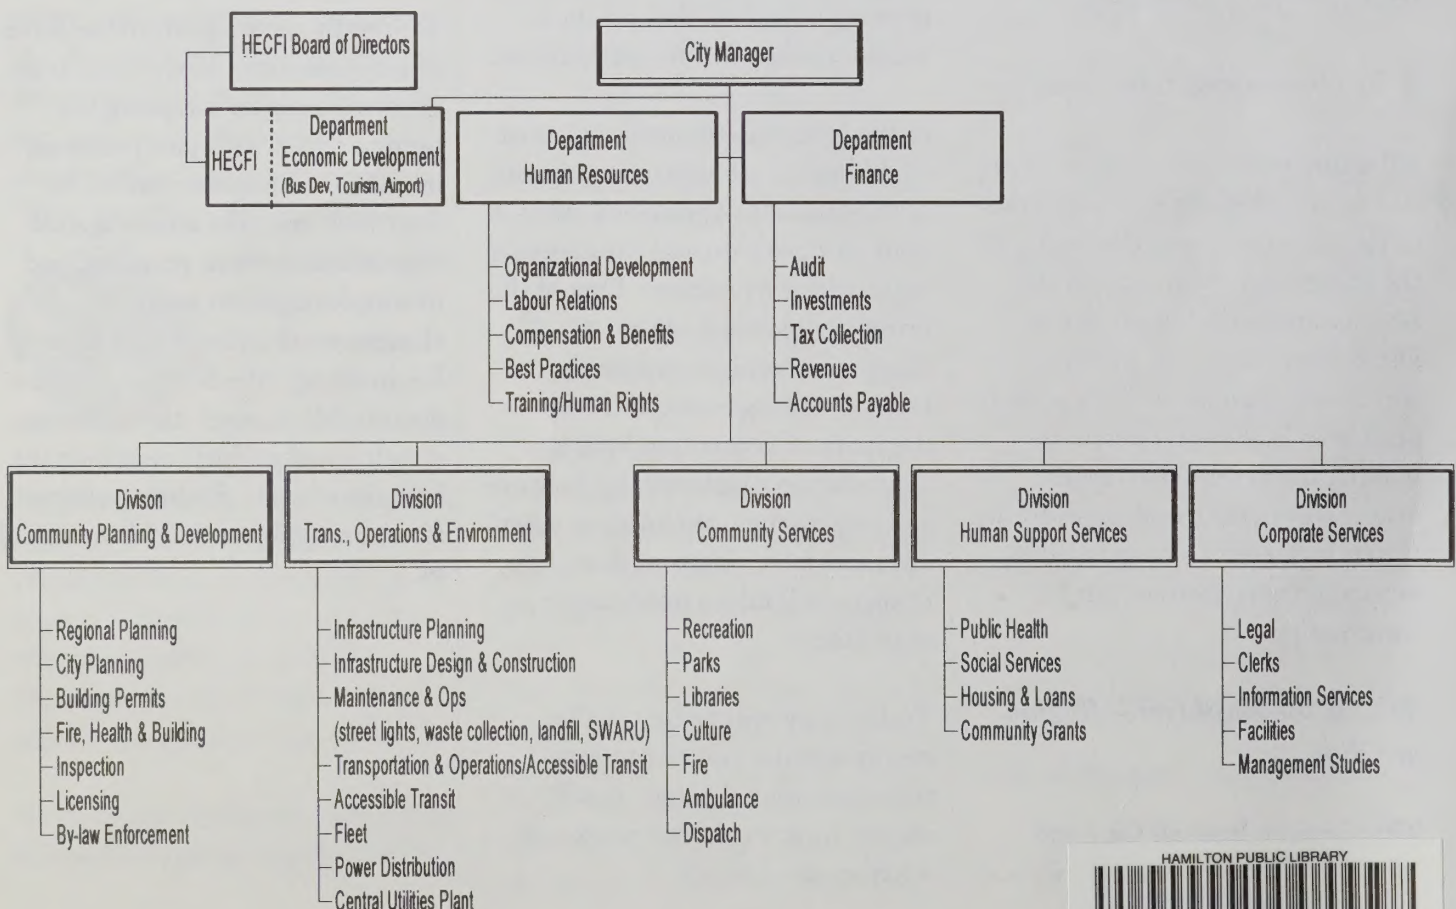 HECFI Board of Directors
City Manager
HECFI
Department
Economic Development
(Bus Dev, Tourism, Airport)
Department
Human Resources
Department
Finance
Organizational Development
Labour Relations
Compensation & Benefits
Best Practices
Training/Human Rights
Audit
Investments
Tax Collection
Revenues
Accounts Payable
Divison
Community Planning & Development
Division
Trans., Operations & Environment
Division
Community Services
Division
Human Support Services
Division
Corporate Services
Regional Planning
City Planning
Building Permits
Fire, Health & Building
Inspection
Licensing
By-law Enforcement
Infrastructure Planning
Infrastructure Design & Construction
Maintenance & Ops
(street lights, waste collection, landfill, SWARU)
Transportation & Operations/Accessible Transit
Accessible Transit
Fleet
Power Distribution
Central Utilities Plant
Recreation
Parks
Libraries
Culture
Fire
Ambulance
Dispatch
Public Health
Social Services
Housing & Loans
Community Grants
Legal
Clerks
Information Services
Facilities
Management Studies
HAMILTON PUBLIC LIBRARY